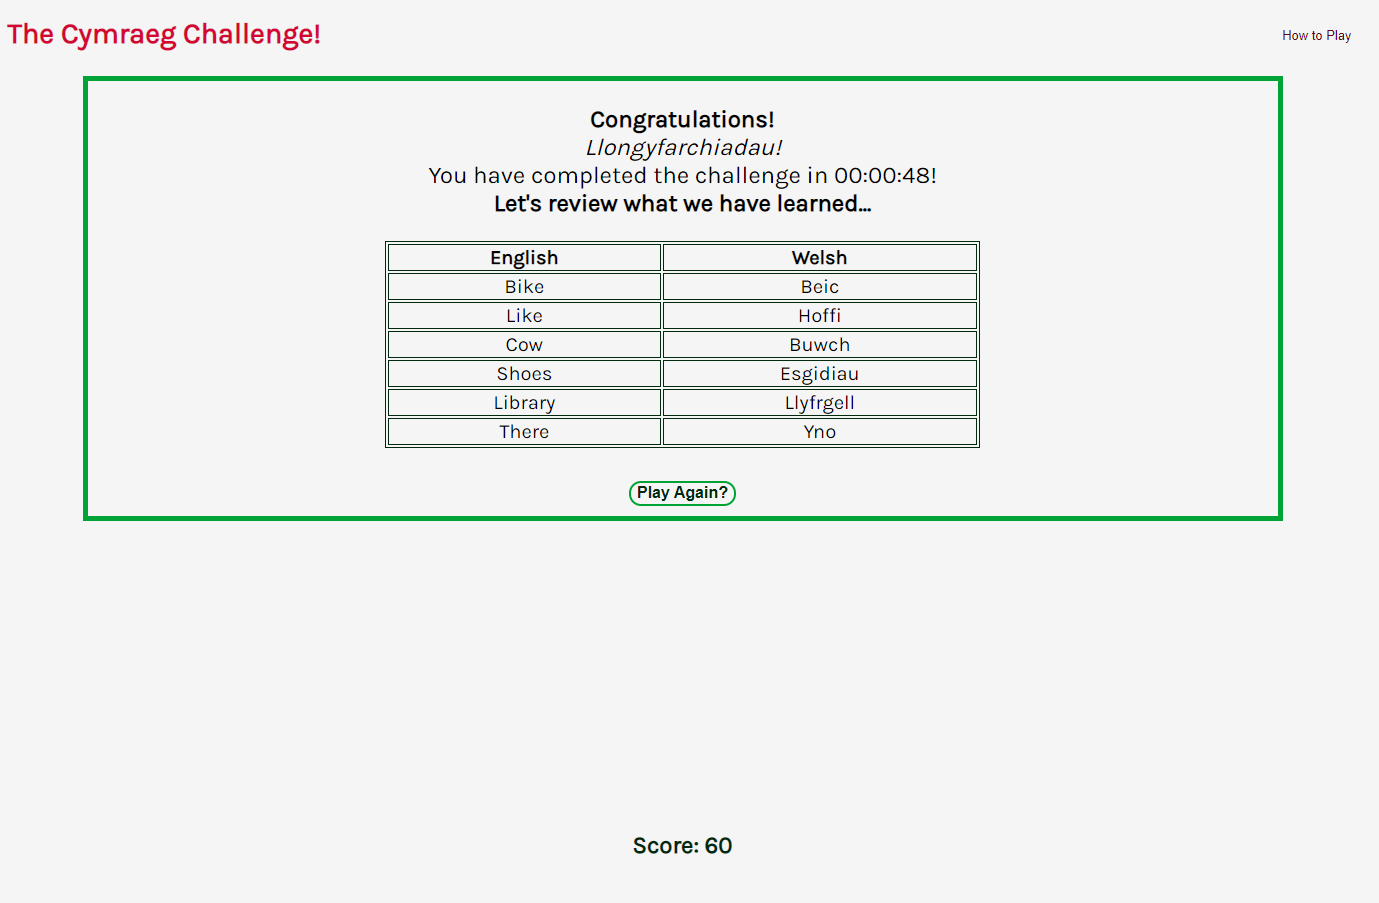 The Cymraeg Challenge!
How to Play
Congratulations!
Llongyfarchiadau!
You have completed the challenge in 00:00:48!
Let's review what we have learned...
English Welsh
Bike Beic
Like Hoffi
Cow Buwch
Shoes Esgidiau
Library Llyfrgell
There Yno
Play Again?
Score: 60